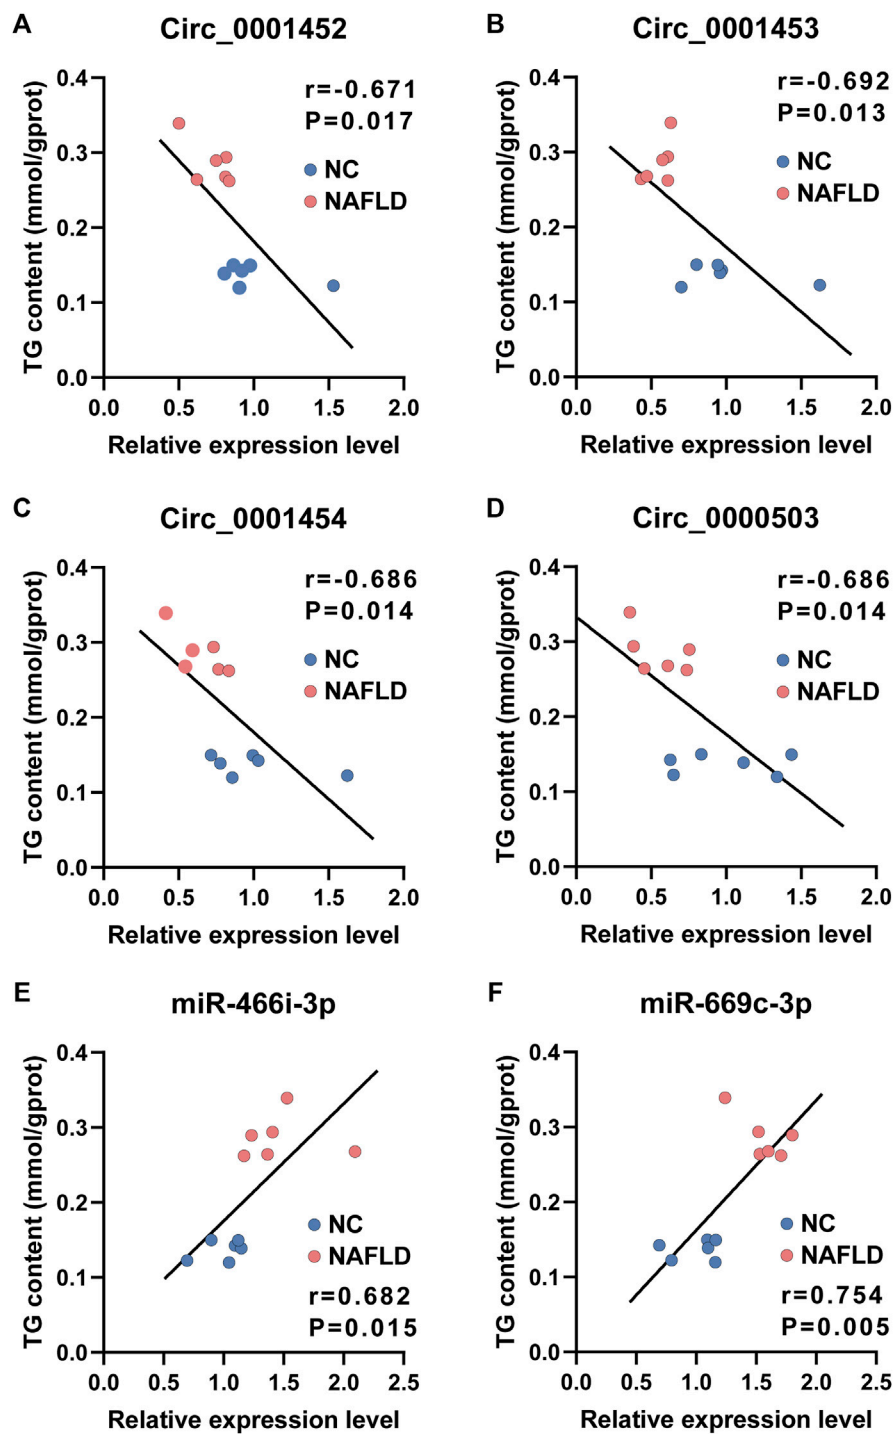 A
Circ_0001452
r=-0.671
P=0.017
NC
NAFLD
TG content (mmol/gprot)
0.4
0.3
0.2
0.1
0.0
0.0 0.5 1.0 1.5 2.0
Relative expression level
B
Circ_0001453
r=-0.692
P=0.013
NC
NAFLD
TG content (mmol/gprot)
0.4
0.3
0.2
0.1
0.0
0.0 0.5 1.0 1.5 2.0
Relative expression level
C
Circ_0001454
r=-0.686
P=0.014
NC
NAFLD
TG content (mmol/gprot)
0.4
0.3
0.2
0.1
0.0
0.0 0.5 1.0 1.5 2.0
Relative expression level
D
Circ_0000503
r=-0.686
P=0.014
NC
NAFLD
TG content (mmol/gprot)
0.4
0.3
0.2
0.1
0.0
0.0 0.5 1.0 1.5 2.0
Relative expression level
E
miR-466i-3p
TG content (mmol/gprot)
0.4
0.3
0.2
0.1
0.0
NC
NAFLD
r=0.682
P=0.015
0.0 0.5 1.0 1.5 2.0 2.5
Relative expression level
F
miR-669c-3p
TG content (mmol/gprot)
0.4
0.3
0.2
0.1
0.0
NC
NAFLD
r=0.754
P=0.005
0.0 0.5 1.0 1.5 2.0 2.5
Relative expression level